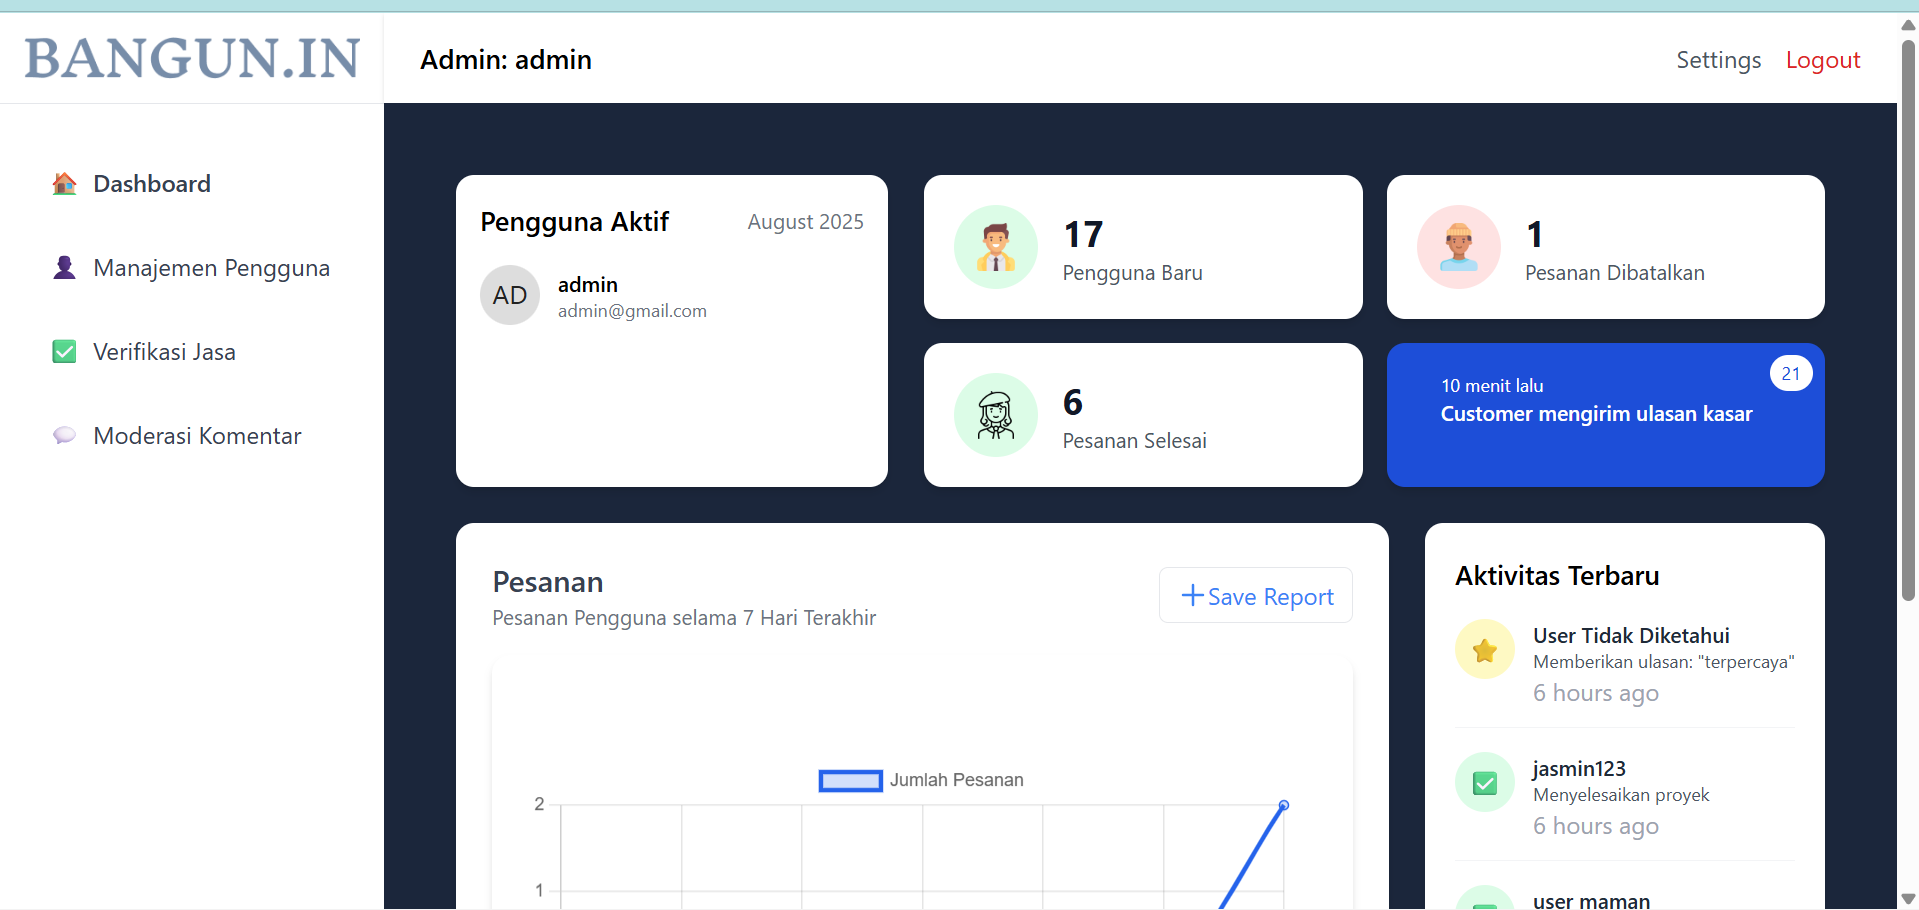 BANGUN.IN
Admin: admin
Settings
Logout
Dashboard
Manajemen Pengguna
Verifikasi Jasa
Moderasi Komentar
Pengguna Aktif
August 2025
AD
admin
admin@gmail.com
17
Pengguna Baru
1
Pesanan Dibatalkan
6
Pesanan Selesai
21
10 menit lalu
Customer mengirim ulasan kasar
Pesanan
Pesanan Pengguna selama 7 Hari Terakhir
+Save Report
Jumlah Pesanan
2
1
Aktivitas Terbaru
User Tidak Diketahui
Memberikan ulasan: "terpercaya"
6 hours ago
jasmin123
Menyelesaikan proyek
6 hours ago
user maman